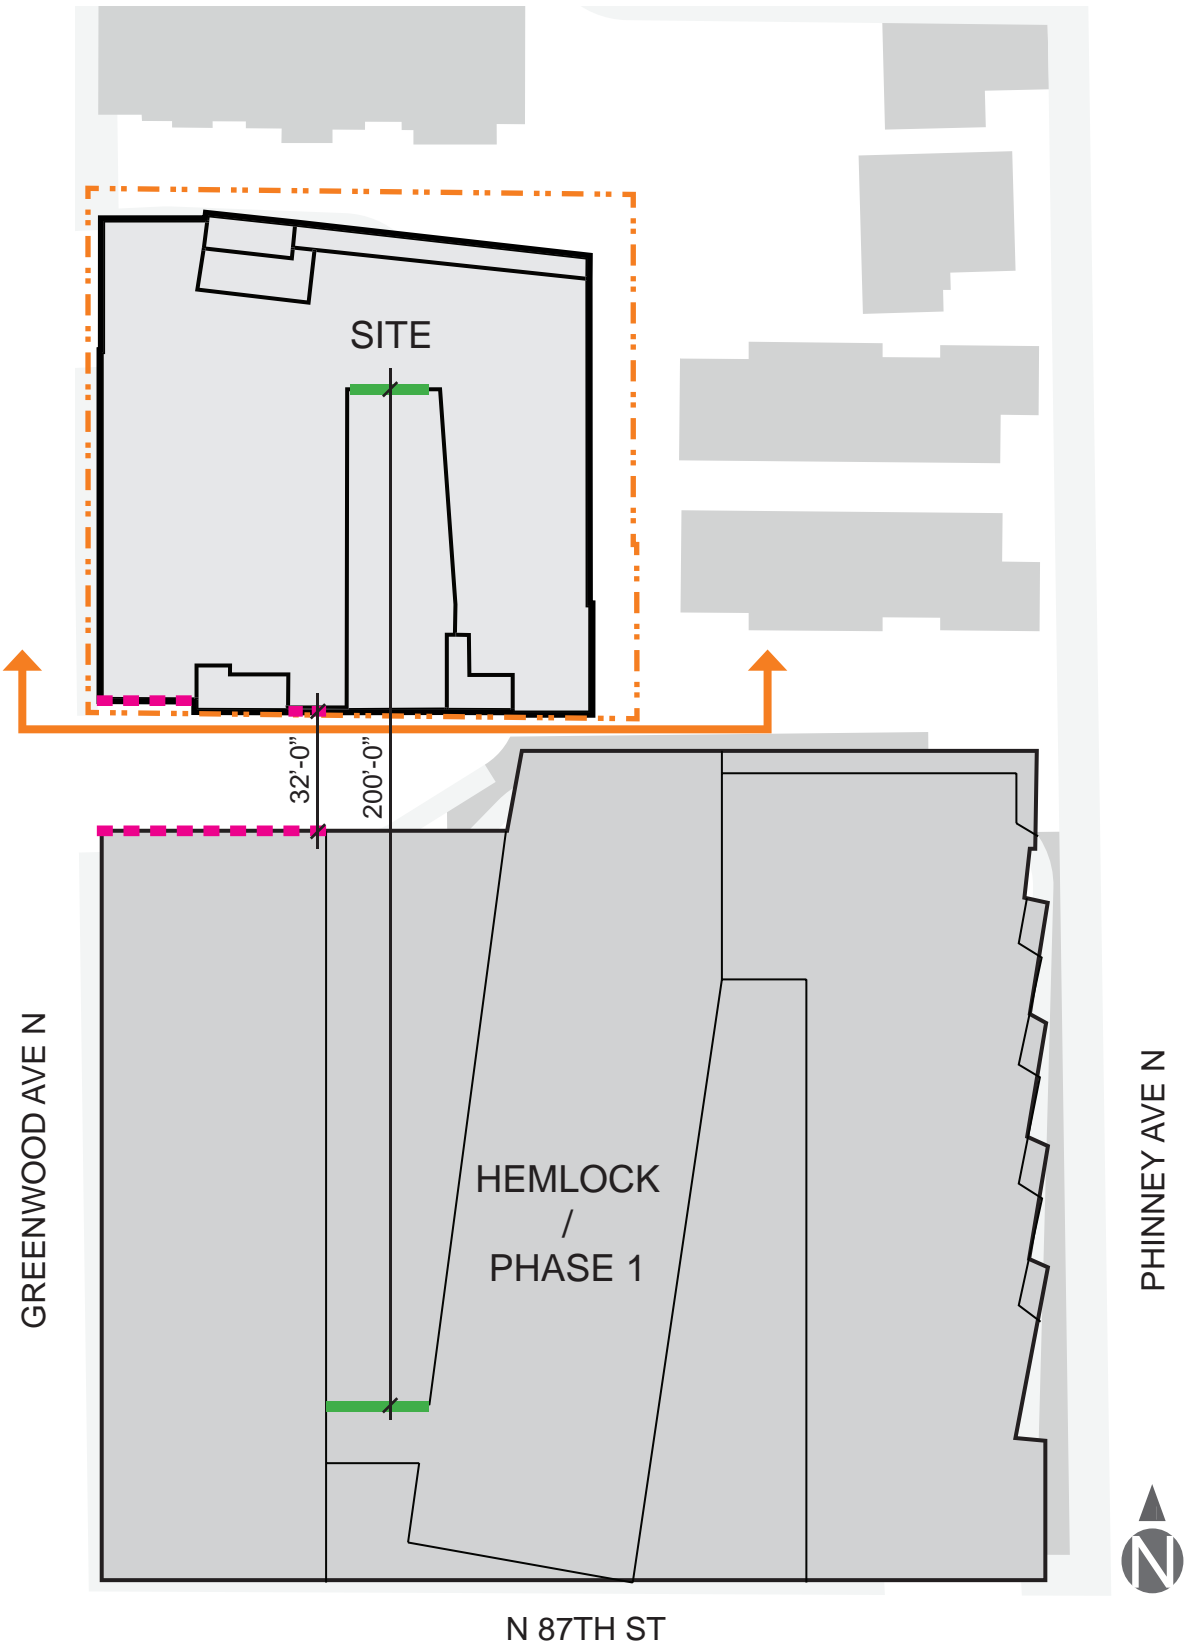 SITE
32’-0”
200’-0”
HEMLOCK
/
PHASE 1
GREENWOOD AVE N
PHINNEY AVE N
N
N 87TH ST